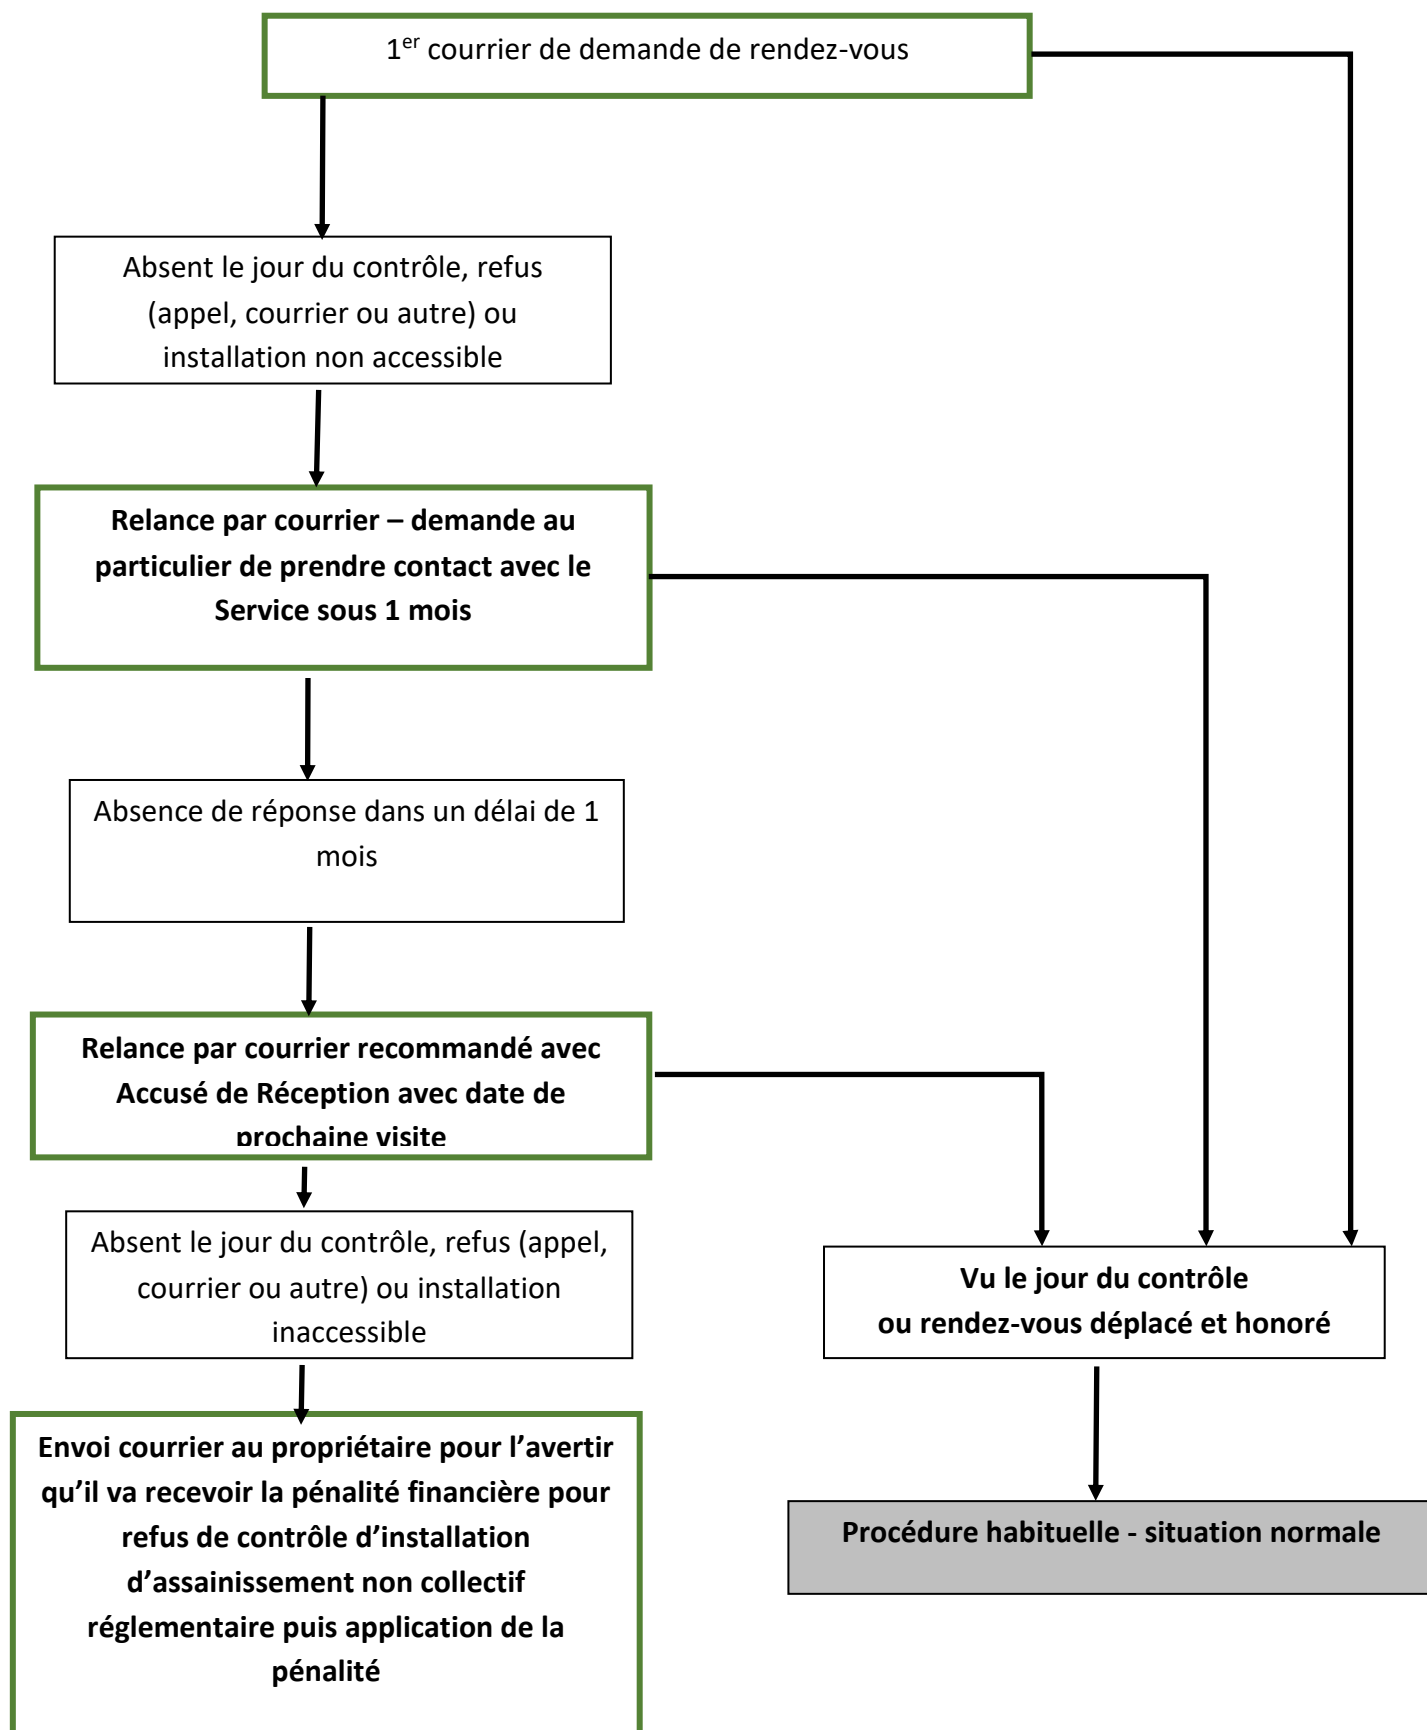 1er courrier de demande de rendez-vous
Absent le jour du contrôle, refus
(appel, courrier ou autre) ou
installation non accessible
Relance par courrier – demande au
particulier de prendre contact avec le
Service sous 1 mois
Absence de réponse dans un délai de 1
mois
Relance par courrier recommandé avec
Accusé de Réception avec date de
prochaine visite
Absent le jour du contrôle, refus (appel,
courrier ou autre) ou installation
inaccessible
Vu le jour du contrôle
ou rendez-vous déplacé et honoré
Envoi courrier au propriétaire pour l’avertir
qu’il va recevoir la pénalité financière pour
refus de contrôle d’installation
d’assainissement non collectif
réglementaire puis application de la
pénalité
Procédure habituelle - situation normale